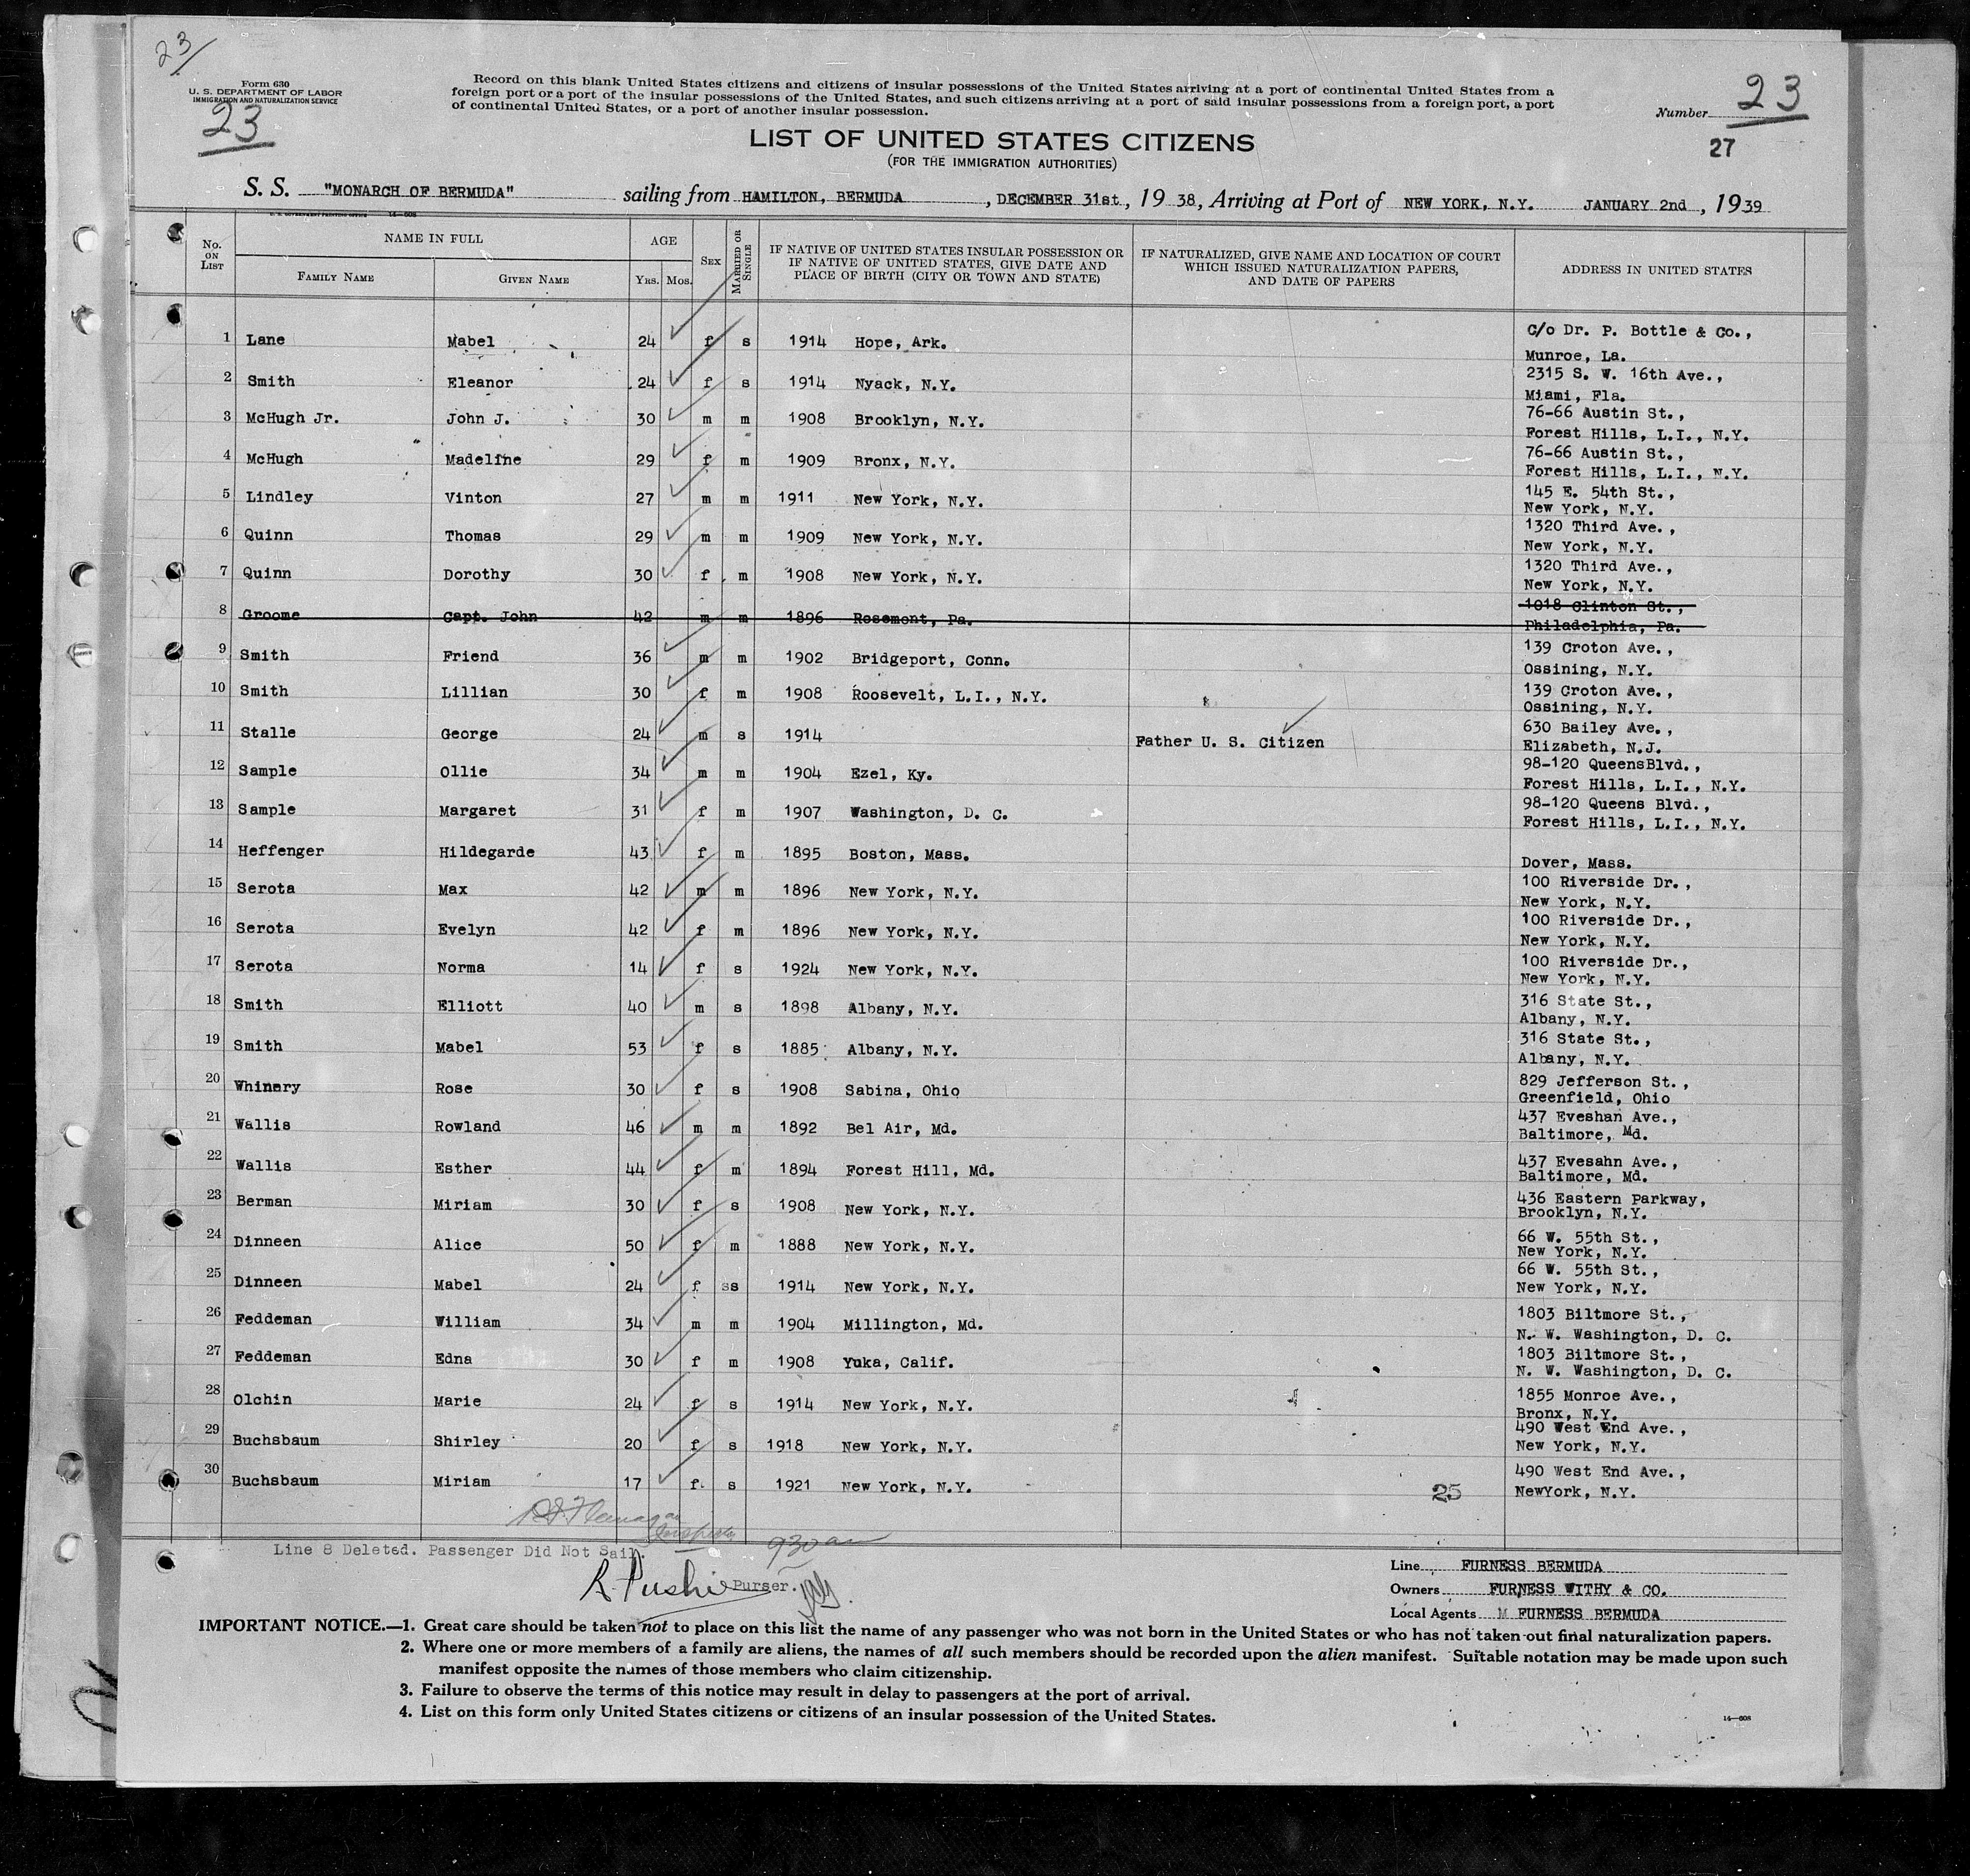 23
Form 630
U. S. DEPARTMENT OF LABOR
IMMIGRATION AND NATURALIZATION SERVICE
23
Record on this blank United States citizens and citizens of insular possessions of the United States arriving at a port of continental United States from a
foreign port or a port of the insular possessions of the United States, and such citizens arriving at a port of said insular possessions from a foreign port, a port
of continental United States, or a port of another insular possession.
Number 23
27
LIST OF UNITED STATES CITIZENS
(FOR THE IMMIGRATION AUTHORITIES)
S. S. "MONARCH OF BERMUDA" sailing from HAMILTON, BERMUDA, DECEMBER 31st, 19 38, Arriving at Port of NEW YORK, N.Y. JANUARY 2nd, 19 39
U. S. GOVERNMENT PRINTING OFFICE 14—608
No. ON LIST NAME IN FULL FAMILY NAME GIVEN NAME AGE YRS. MOS. SEX MARRIED OR SINGLE IF NATIVE OF UNITED STATES INSULAR POSSESSION OR IF NATIVE OF UNITED STATES, GIVE DATE AND PLACE OF BIRTH (CITY OR TOWN AND STATE) IF NATURALIZED, GIVE NAME AND LOCATION OF COURT WHICH ISSUED NATURALIZATION PAPERS, AND DATE OF PAPERS ADDRESS IN UNITED STATES
1 Lane Mabel 24 f s 1914 Hope, Ark. C/o Dr. P. Bottle & Co.,
Munroe, La.
2 Smith Eleanor 24 f s 1914 Nyack, N.Y. 2315 S. W. 16th Ave.,
Miami, Fla.
3 McHugh Jr. John J. 30 m m 1908 Brooklyn, N.Y. 76-66 Austin St.,
Forest Hills, L.I., N.Y.
4 McHugh Madeline 29 f m 1909 Bronx, N.Y. 76-66 Austin St.,
Forest Hills, L.I., N.Y.
5 Lindley Vinton 27 m m 1911 New York, N.Y. 145 E. 54th St.,
New York, N.Y.
6 Quinn Thomas 29 m m 1909 New York, N.Y. 1320 Third Ave.,
New York, N.Y.
7 Quinn Dorothy 30 f m 1908 New York, N.Y. 1320 Third Ave.,
New York, N.Y.
8 Groome Capt. John 42 m m 1896 Rosemont, Pa. 1018 Clinton St.,
Philadelphia, Pa.
9 Smith Friend 36 m m 1902 Bridgeport, Conn. 139 Croton Ave.,
Ossining, N.Y.
10 Smith Lillian 30 f m 1908 Roosevelt, L.I., N.Y. 139 Croton Ave.,
Ossining, N.Y.
11 Stalle George 24 m s 1914 Father U. S. Citizen 630 Bailey Ave.,
Elizabeth, N.J.
12 Sample Ollie 34 m m 1904 Ezel, Ky. 98-120 QueensBlvd.,
Forest Hills, L.I., N.Y.
13 Sample Margaret 31 f m 1907 Washington, D. C. 98-120 Queens Blvd.,
Forest Hills, L.I., N.Y.
14 Heffenger Hildegarde 43 f m 1895 Boston, Mass. Dover, Mass.
15 Serota Max 42 m m 1896 New York, N.Y. 100 Riverside Dr.,
New York, N.Y.
16 Serota Evelyn 42 f m 1896 New York, N.Y. 100 Riverside Dr.,
New York, N.Y.
17 Serota Norma 14 f s 1924 New York, N.Y. 100 Riverside Dr.,
New York, N.Y.
18 Smith Elliott 40 m s 1898 Albany, N.Y. 316 State St.,
Albany, N.Y.
19 Smith Mabel 53 f s 1885 Albany, N.Y. 316 State St.,
Albany, N.Y.
20 Whinery Rose 30 f s 1908 Sabina, Ohio 829 Jefferson St.,
Greenfield, Ohio
21 Wallis Rowland 46 m m 1892 Bel Air, Md. 437 Eveshan Ave.,
Baltimore, Md.
22 Wallis Esther 44 f m 1894 Forest Hill, Md. 437 Evesahn Ave.,
Baltimore, Md.
23 Berman Miriam 30 f s 1908 New York, N.Y. 436 Eastern Parkway,
Brooklyn, N.Y.
24 Dinneen Alice 50 f m 1888 New York, N.Y. 66 W. 55th St.,
New York, N.Y.
25 Dinneen Mabel 24 f ss 1914 New York, N.Y. 66 W. 55th St.,
New York, N.Y.
26 Feddeman William 34 m m 1904 Millington, Md. 1803 Biltmore St.,
N. W. Washington, D. C.
27 Feddeman Edna 30 f m 1908 Yuka, Calif. 1803 Biltmore St.,
N. W. Washington, D. C.
28 Olchin Marie 24 f s 1914 New York, N.Y. 1855 Monroe Ave.,
Bronx, N.Y.
29 Buchsbaum Shirley 20 f s 1918 New York, N.Y. 490 West End Ave.,
New York, N.Y.
30 Buchsbaum Miriam 17 f. s 1921 New York, N.Y. 490 West End Ave.,
NewYork, N.Y.
25
Flanagan
Inspector
930 am
Line 8 Deleted. Passenger Did Not Sail.
Purser.
Line FURNESS BERMUDA
Owners FURNESS WITHY & CO.
Local Agents M FURNESS BERMUDA
IMPORTANT NOTICE.—1. Great care should be taken not to place on this list the name of any passenger who was not born in the United States or who has not taken out final naturalization papers.
2. Where one or more members of a family are aliens, the names of all such members should be recorded upon the alien manifest. Suitable notation may be made upon such
manifest opposite the names of those members who claim citizenship.
3. Failure to observe the terms of this notice may result in delay to passengers at the port of arrival.
4. List on this form only United States citizens or citizens of an insular possession of the United States.
14—608